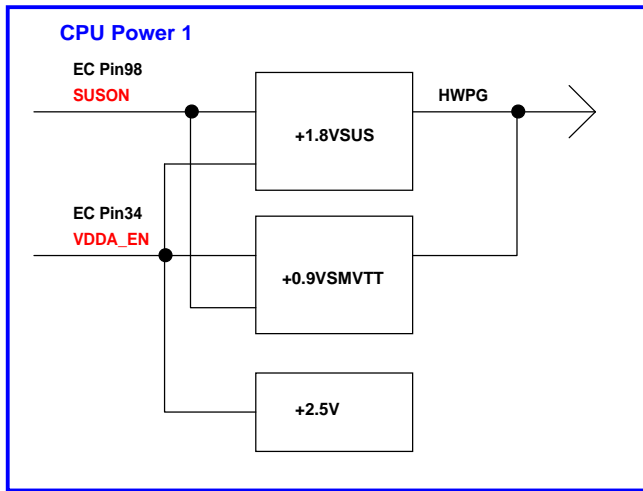 CPU Power 1
EC Pin98
SUSON
HWPG
+1.8VSUS
EC Pin34
VDDA_EN
+0.9VSMVTT
+2.5V